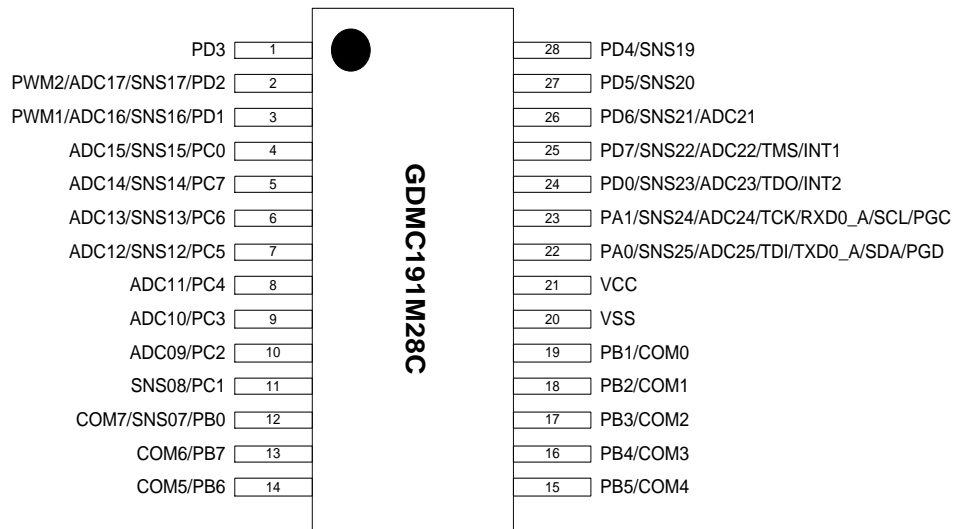 PD3 1
PWM2/ADC17/SNS17/PD2 2
PWM1/ADC16/SNS16/PD1 3
ADC15/SNS15/PC0 4
ADC14/SNS14/PC7 5
ADC13/SNS13/PC6 6
ADC12/SNS12/PC5 7
ADC11/PC4 8
ADC10/PC3 9
ADC09/PC2 10
SNS08/PC1 11
COM7/SNS07/PB0 12
COM6/PB7 13
COM5/PB6 14
GDMC191M28C
28 PD4/SNS19
27 PD5/SNS20
26 PD6/SNS21/ADC21
25 PD7/SNS22/ADC22/TMS/INT1
24 PD0/SNS23/ADC23/TDO/INT2
23 PA1/SNS24/ADC24/TCK/RXD0_A/SCL/PGC
22 PA0/SNS25/ADC25/TDI/TXD0_A/SDA/PGD
21 VCC
20 VSS
19 PB1/COM0
18 PB2/COM1
17 PB3/COM2
16 PB4/COM3
15 PB5/COM4